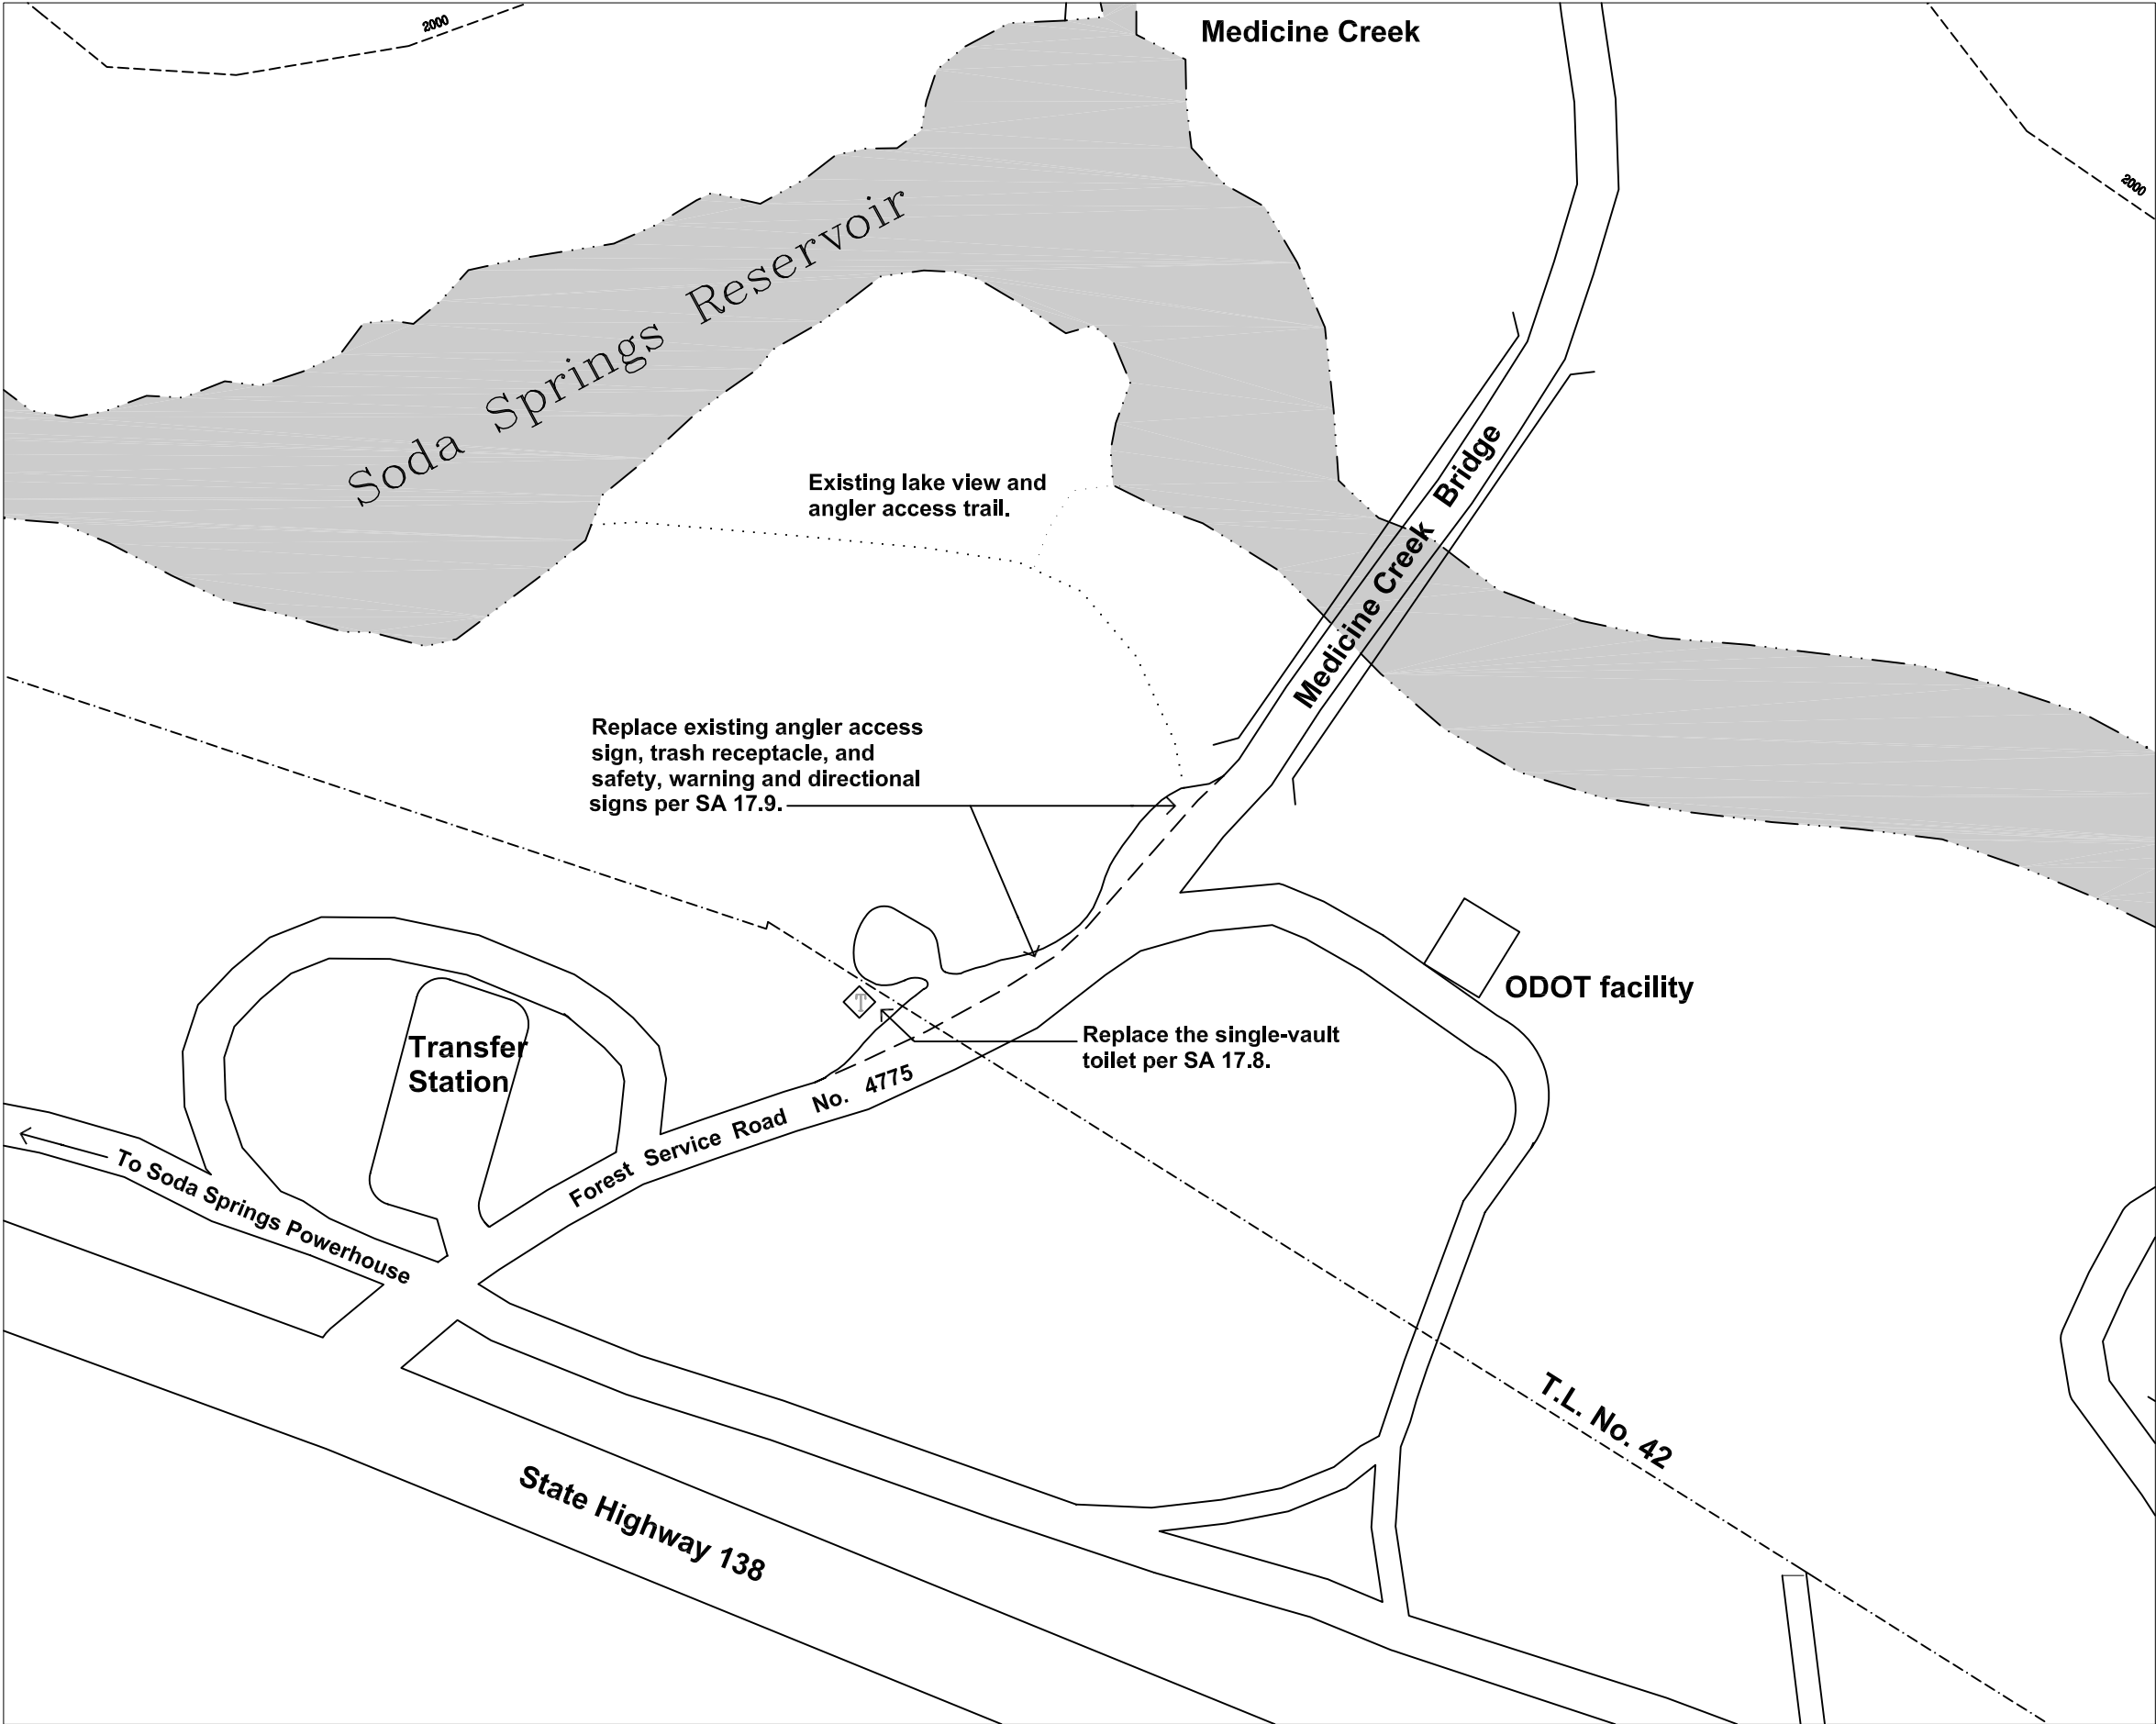 2000
Medicine Creek
2000
Soda Springs Reservoir
Existing lake view and
angler access trail.
Medicine Creek Bridge
Replace existing angler access
sign, trash receptacle, and
safety, warning and directional
signs per SA 17.9.
ODOT facility
T
Replace the single-vault
toilet per SA 17.8.
Transfer
Station
Forest Service Road No. 4775
To Soda Springs Powerhouse
T.L. No. 42
State Highway 138